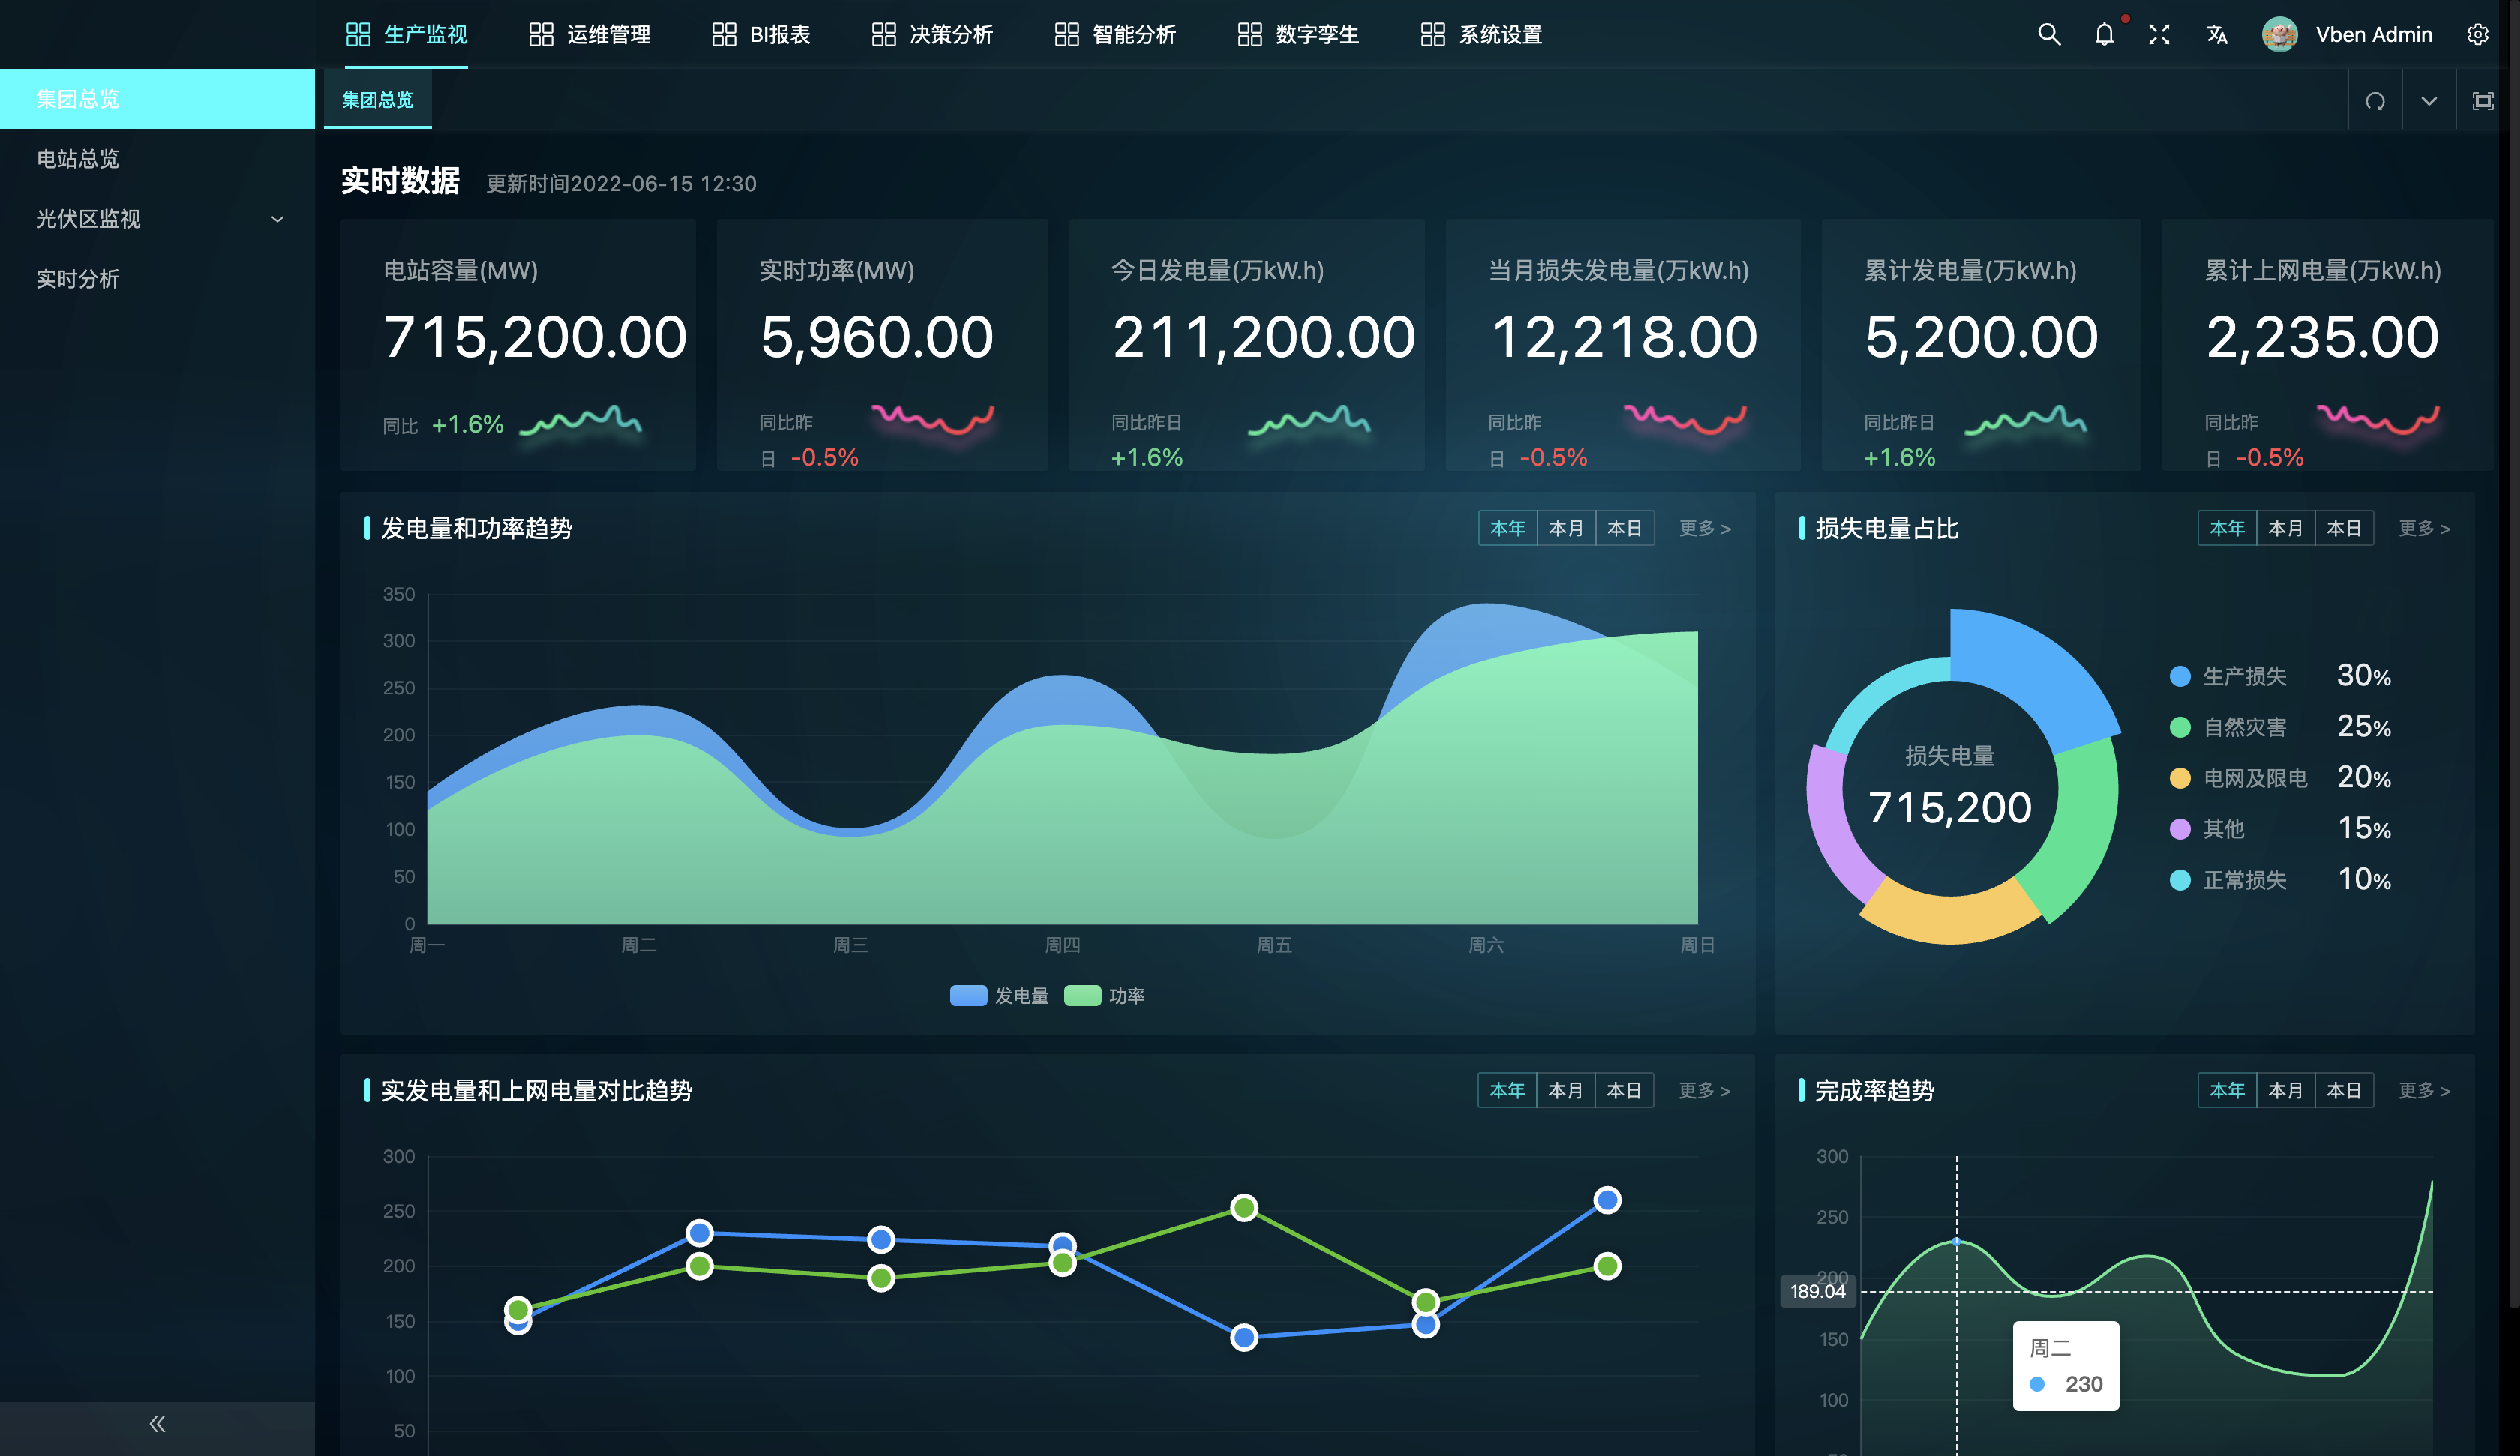 生产监视 运维管理 BI报表 决策分析 智能分析 数字孪生 系统设置 Vben Admin
集团总览
电站总览
光伏区监视
实时分析
集团总览
实时数据 更新时间2022-06-15 12:30
电站容量(MW)
715,200.00
同比 +1.6%
实时功率(MW)
5,960.00
同比昨
日 -0.5%
今日发电量(万kW.h)
211,200.00
同比昨日
+1.6%
当月损失发电量(万kW.h)
12,218.00
同比昨
日 -0.5%
累计发电量(万kW.h)
5,200.00
同比昨日
+1.6%
累计上网电量(万kW.h)
2,235.00
同比昨
日 -0.5%
发电量和功率趋势 本年 本月 本日 更多 >
350
300
250
200
150
100
50
0
周一 周二 周三 周四 周五 周六 周日
发电量 功率
损失电量占比 本年 本月 本日 更多 >
损失电量
715,200
生产损失 30%
自然灾害 25%
电网及限电 20%
其他 15%
正常损失 10%
实发电量和上网电量对比趋势 本年 本月 本日 更多 >
300
250
200
150
100
50
完成率趋势 本年 本月 本日 更多 >
300
250
200
189.04
150
100
周二
230